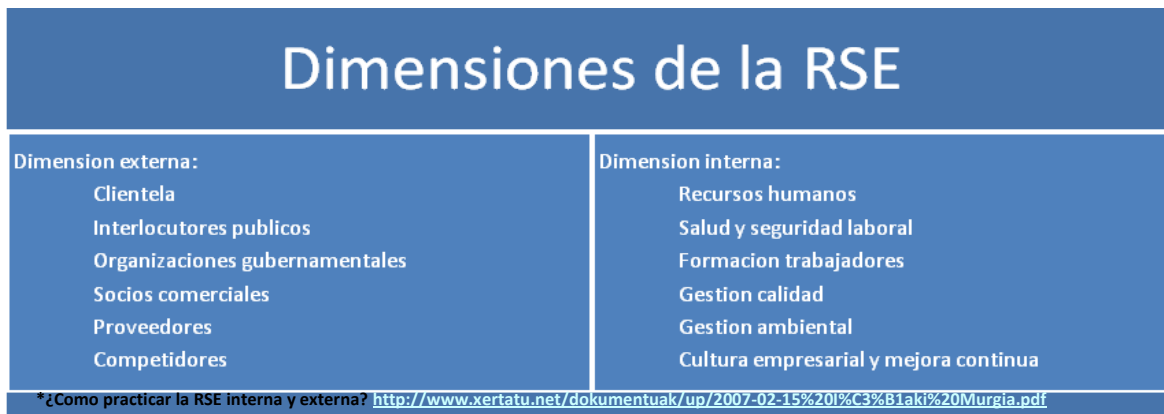 Dimensiones de la RSE
Dimension externa:
Clientela
Interlocutores publicos
Organizaciones gubernamentales
Socios comerciales
Proveedores
Competidores
Dimension interna:
Recursos humanos
Salud y seguridad laboral
Formacion trabajadores
Gestion calidad
Gestion ambiental
Cultura empresarial y mejora continua
*¿Como practicar la RSE interna y externa? http://www.xertatu.net/dokumentuak/up/2007-02-15%20I%C3%B1aki%20Murgia.pdf